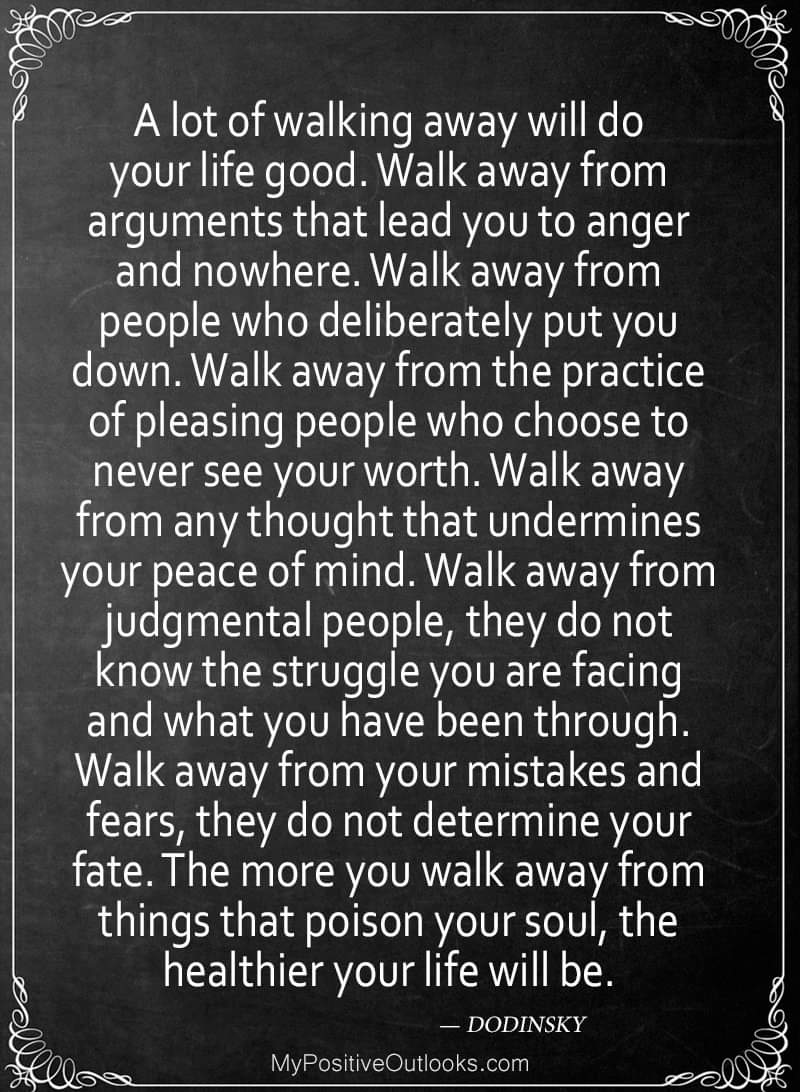 A lot of walking away will do
your life good. Walk away from
arguments that lead you to anger
and nowhere. Walk away from
people who deliberately put you
down. Walk away from the practice
of pleasing people who choose to
never see your worth. Walk away
from any thought that undermines
your peace of mind. Walk away from
judgmental people, they do not
know the struggle you are facing
and what you have been through.
Walk away from your mistakes and
fears, they do not determine your
fate. The more you walk away from
things that poison your soul, the
healthier your life will be.
— DODINSKY
MyPositiveOutlooks.com